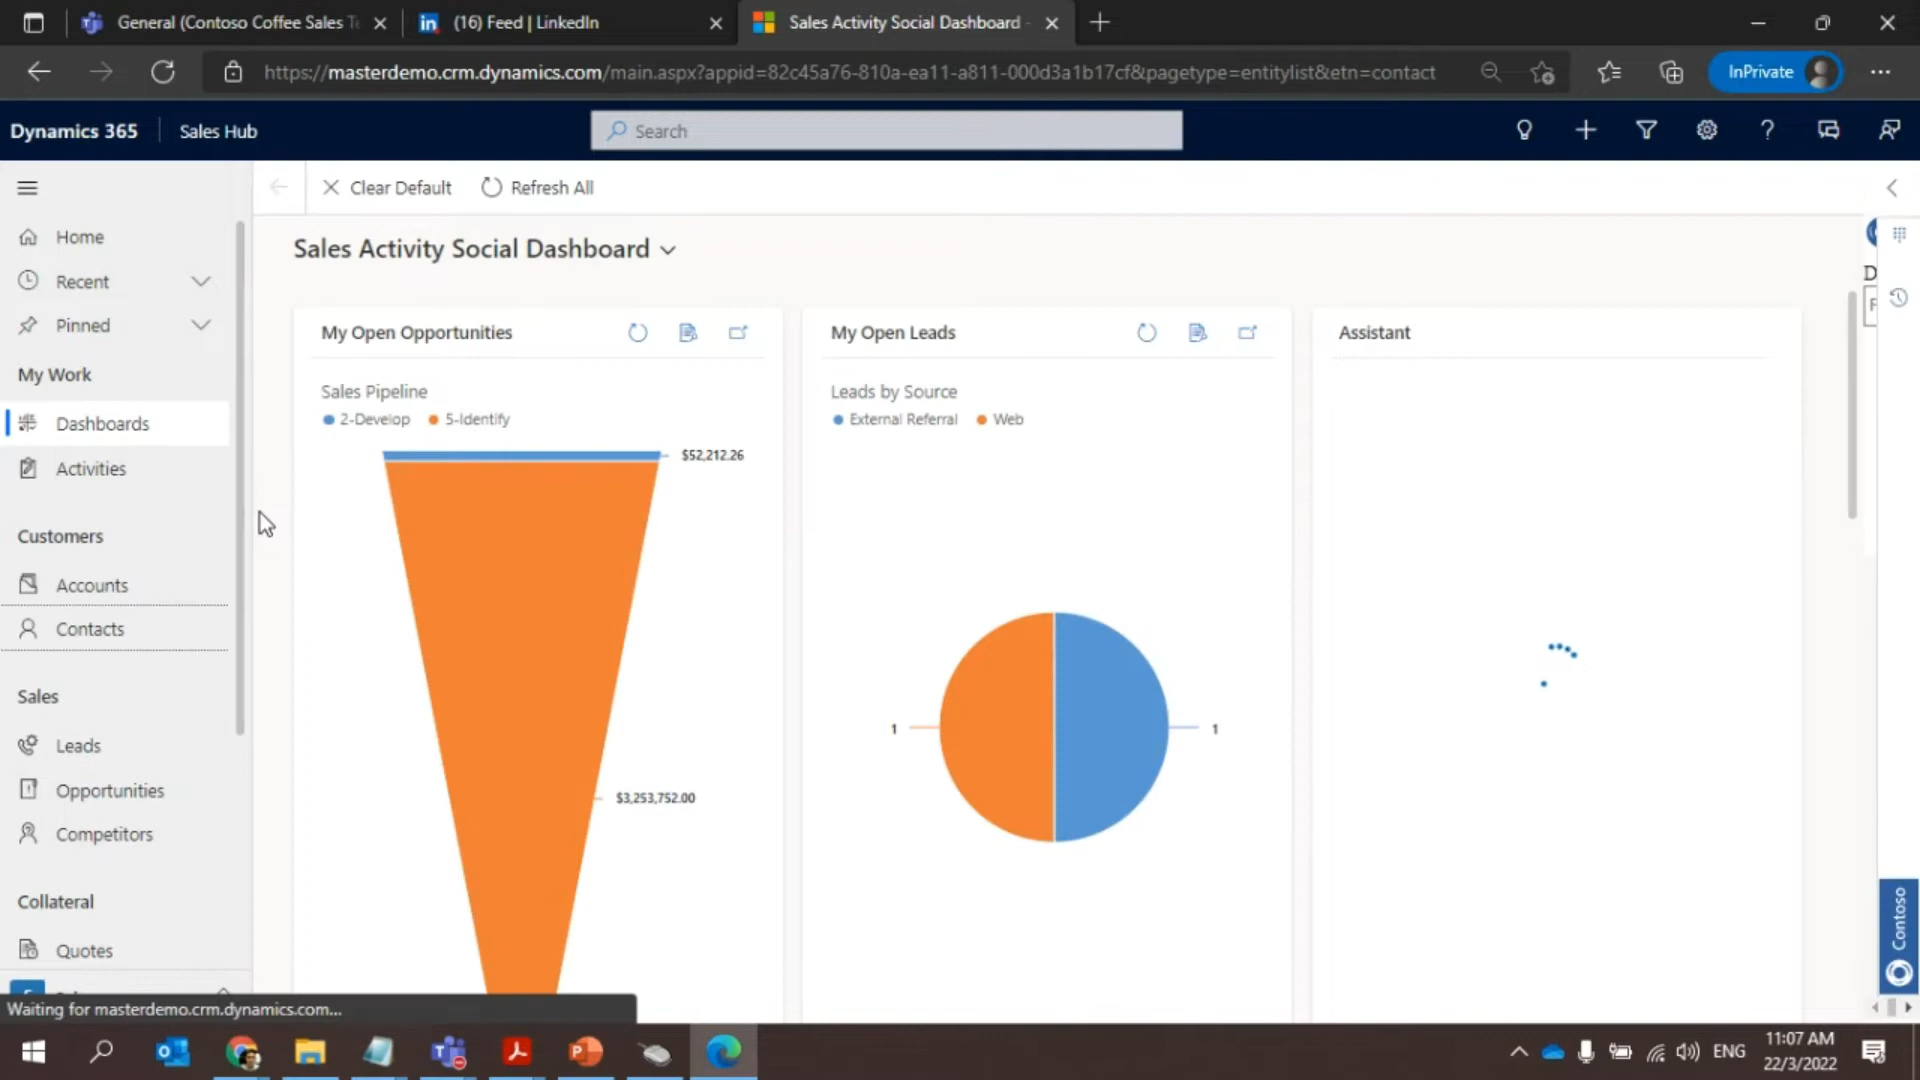 General (Contoso Coffee Sales Te
(16) Feed | LinkedIn
Sales Activity Social Dashboard -
https://masterdemo.crm.dynamics.com/main.aspx?appid=82c45a76-810a-ea11-a811-000d3a1b17cf&pagetype=entitylist&etn=contact
InPrivate
Dynamics 365
Sales Hub
Search
Clear Default
Refresh All
Home
Recent
Pinned
My Work
Dashboards
Activities
Customers
Accounts
Contacts
Sales
Leads
Opportunities
Competitors
Collateral
Quotes
Sales Activity Social Dashboard
My Open Opportunities
Sales Pipeline
2-Develop
5-Identify
$52,212.26
$3,253,752.00
My Open Leads
Leads by Source
External Referral
Web
1
1
Assistant
D
Contoso
Waiting for masterdemo.crm.dynamics.com...
ENG
11:07 AM
22/3/2022